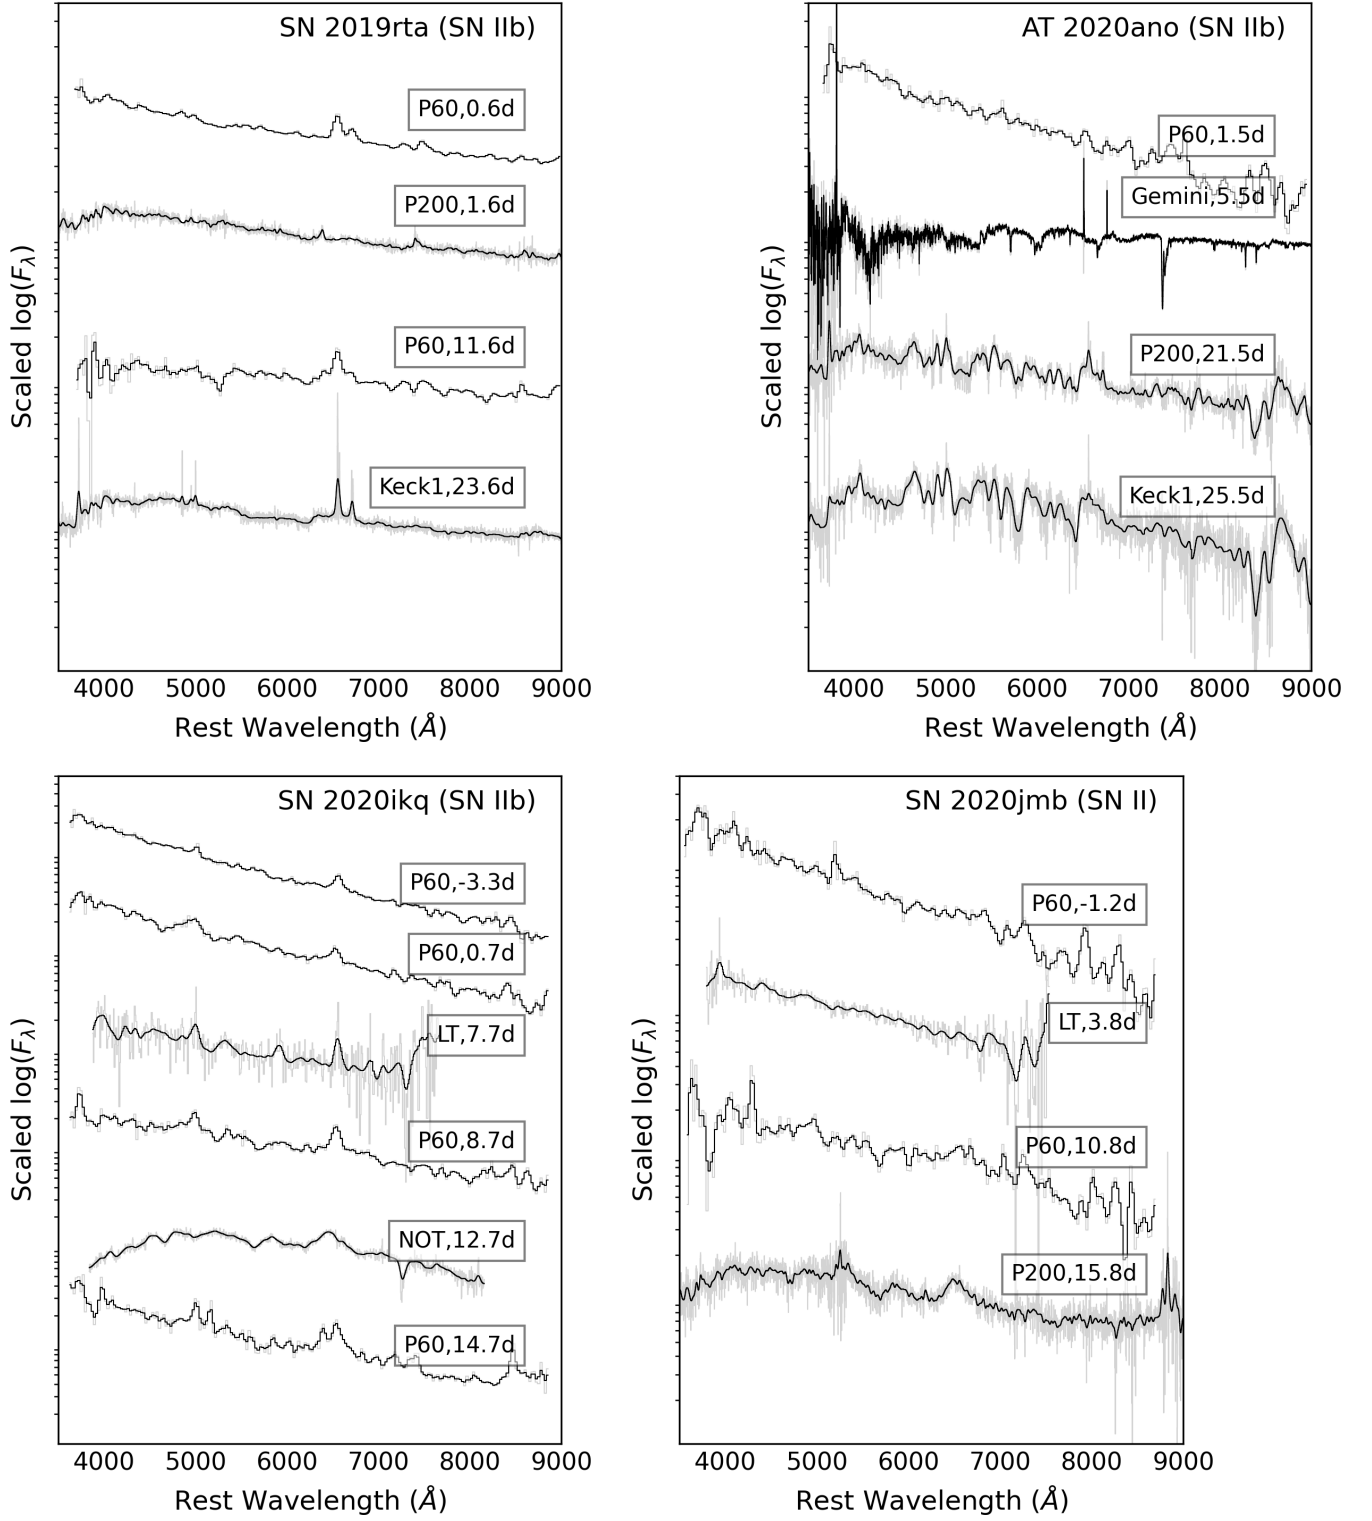 SN 2019rta (SN IIb)
P60,0.6d
P200,1.6d
P60,11.6d
Keck1,23.6d
Scaled log(Fλ)
4000 5000 6000 7000 8000 9000
Rest Wavelength (Å)
AT 2020ano (SN IIb)
P60,1.5d
Gemini,5.5d
P200,21.5d
Keck1,25.5d
Scaled log(Fλ)
4000 5000 6000 7000 8000 9000
Rest Wavelength (Å)
SN 2020ikq (SN IIb)
P60,-3.3d
P60,0.7d
LT,7.7d
P60,8.7d
NOT,12.7d
P60,14.7d
Scaled log(Fλ)
4000 5000 6000 7000 8000 9000
Rest Wavelength (Å)
SN 2020jmb (SN II)
P60,-1.2d
LT,3.8d
P60,10.8d
P200,15.8d
Scaled log(Fλ)
4000 5000 6000 7000 8000 9000
Rest Wavelength (Å)